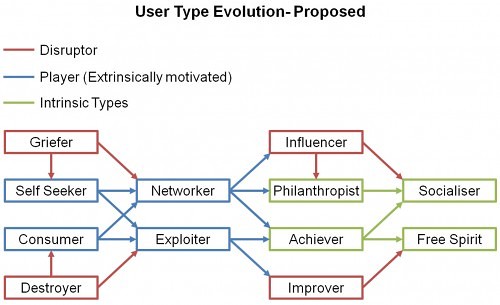 User Type Evolution- Proposed
Disruptor
Player (Extrinsically motivated)
Intrinsic Types
Griefer
Influencer
Self Seeker
Networker
Philanthropist
Socialiser
Consumer
Exploiter
Achiever
Free Spirit
Destroyer
Improver